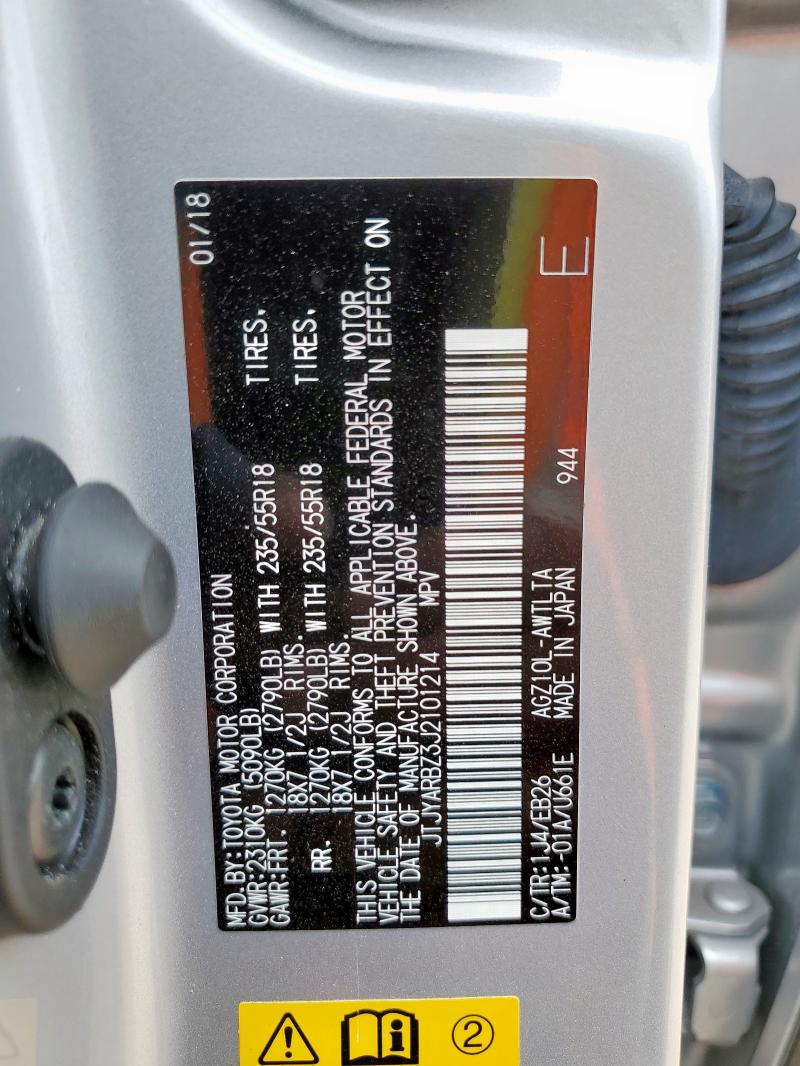 MFD.BY:TOYOTA MOTOR CORPORATION 01/18
GVWR:2310KG (5090LB)
GAWR:FRT. 1270KG (2790LB) WITH 235/55R18 TIRES.
18X7 1/2J RIMS.
RR. 1270KG (2790LB) WITH 235/55R18 TIRES.
18X7 1/2J RIMS.
THIS VEHICLE CONFORMS TO ALL APPLICABLE FEDERAL MOTOR
VEHICLE SAFETY AND THEFT PREVENTION STANDARDS IN EFFECT ON
THE DATE OF MANUFACTURE SHOWN ABOVE.
JTJYARBZ3J2101214 MPV
C/TR:1J4/EB26 AGZ10L-AWTLTA
A/TM:-01A/U661E MADE IN JAPAN 944 E
2